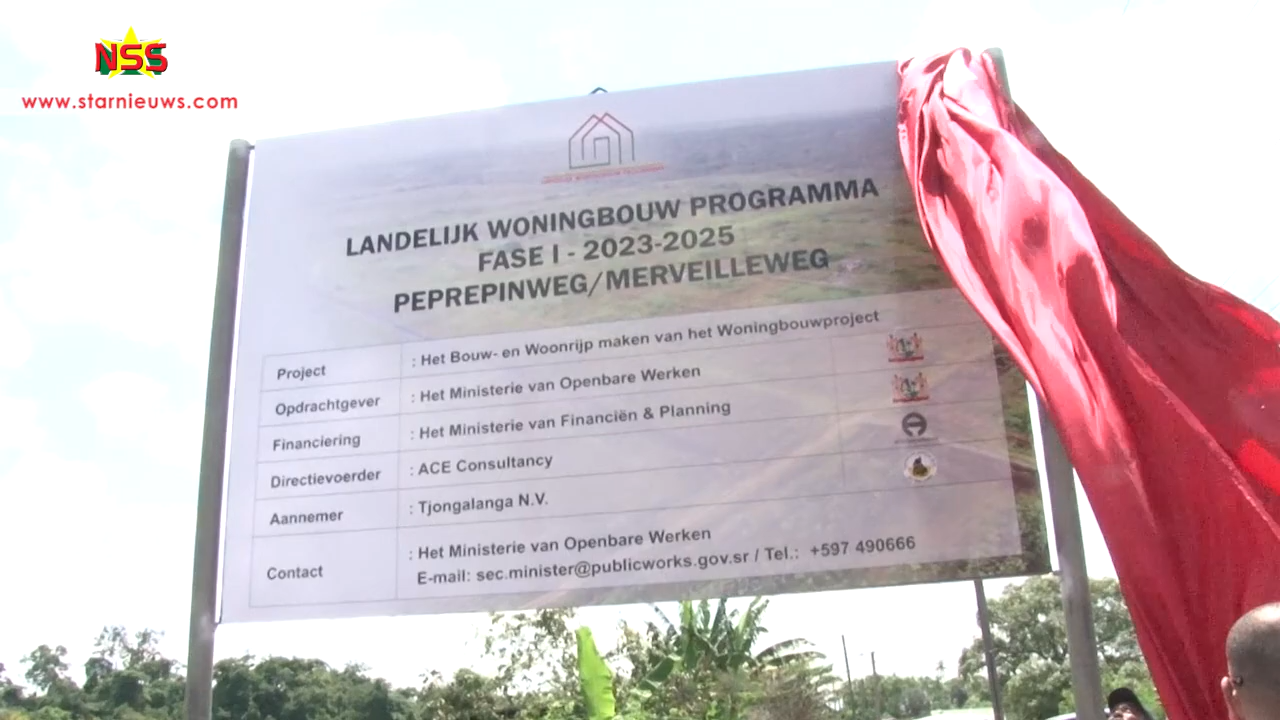 NSS
www.starnieuws.com
LANDELIJK WONINGBOUW PROGRAMMA
FASE I - 2023-2025
PEPREPINWEG/MERVEILLEWEG
Project : Het Bouw- en Woonrijp maken van het Woningbouwproject
Opdrachtgever : Het Ministerie van Openbare Werken
Financiering : Het Ministerie van Financiën & Planning
Directievoerder : ACE Consultancy
Aannemer : Tjongalanga N.V.
Contact : Het Ministerie van Openbare Werken
E-mail: sec.minister@publicworks.gov.sr / Tel.: +597 490666